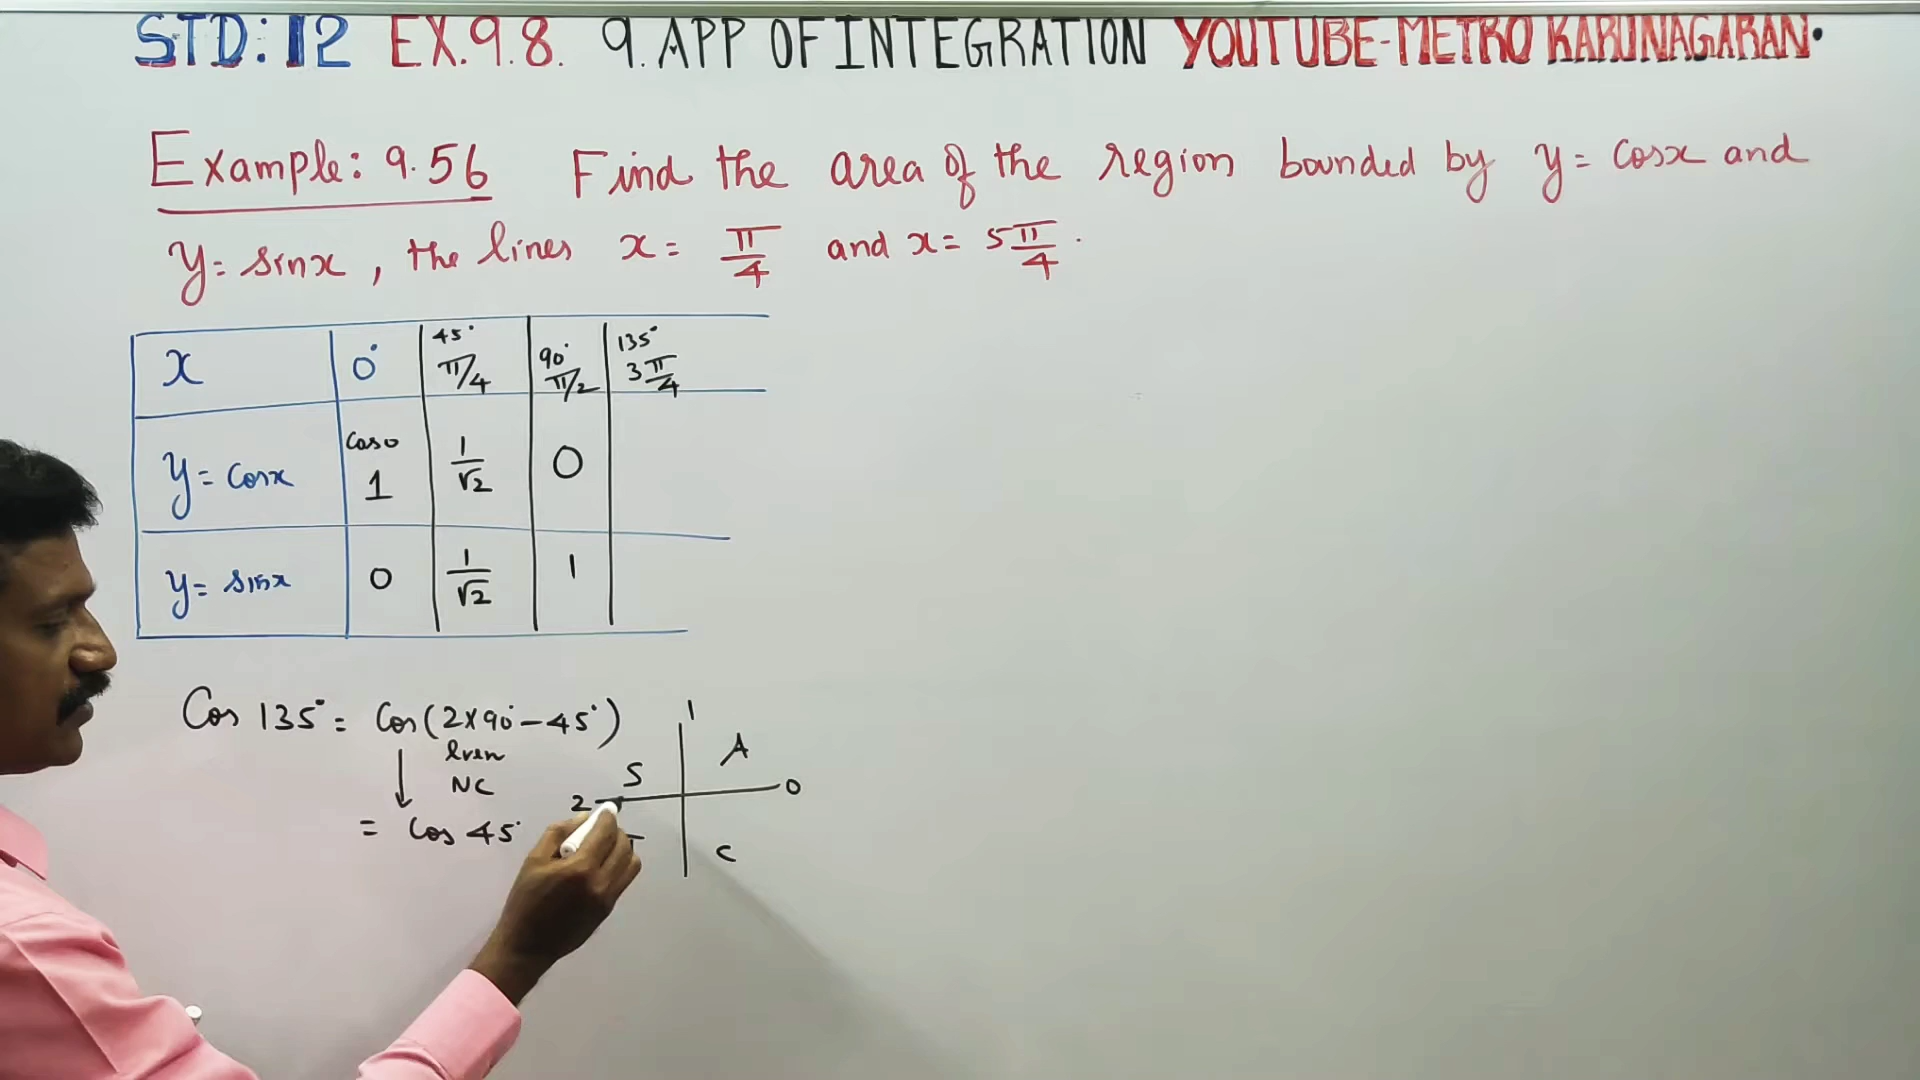 STD: 12 EX.9.8. 9. APP OF INTEGRATION YOUTUBE-METRO KARUNAGARAN.
Example: 9.56 Find the area of the region bounded by y = cosx and
y = sinx, the lines x = π/4 and x = 5π/4.
x 0° 45° π/4 90° π/2 135° 3π/4
y = cosx cos0 1 1/√2 0
y = sinx 0 1/√2 1
Cos 135° = Cos(2×90°-45°)
even
NC
= Cos 45°
1
S A
2 0
T C